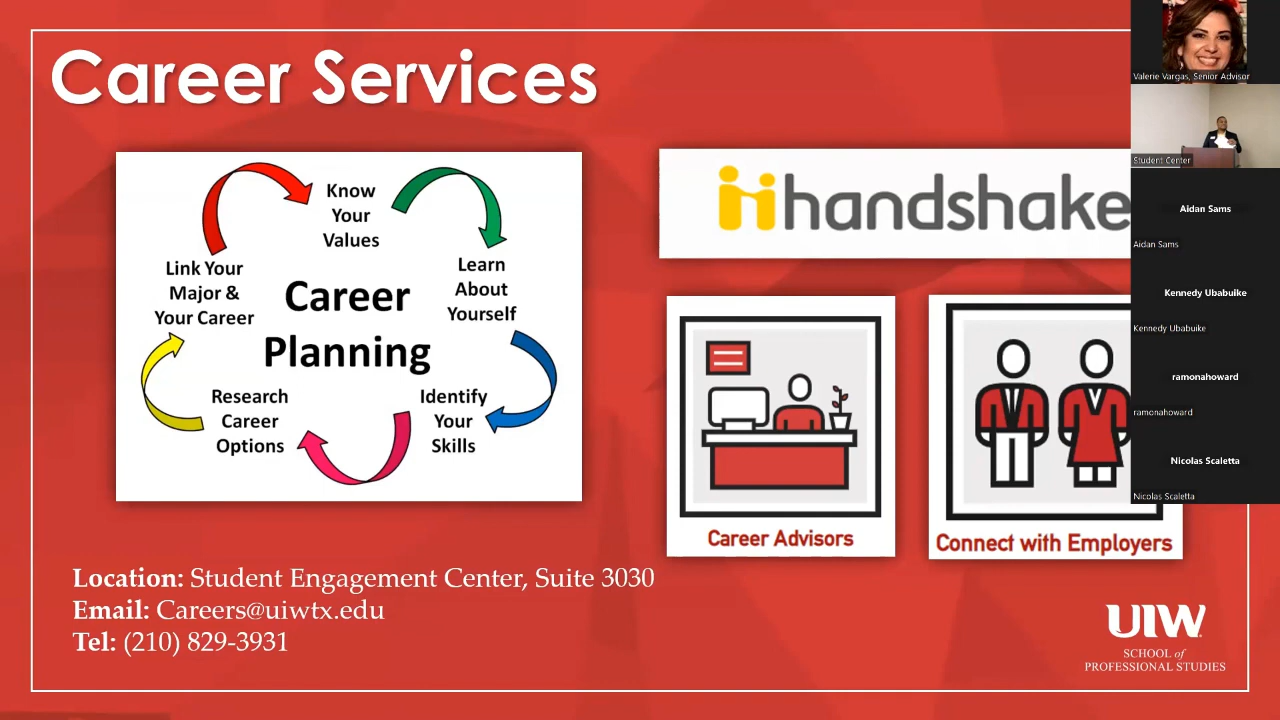 Career Services
Know
Your
Values
Learn
About
Yourself
Identify
Your
Skills
Research
Career
Options
Link Your
Major &
Your Career
Career
Planning
handshake
Career Advisors
Connect with Employers
Location: Student Engagement Center, Suite 3030
Email: Careers@uiwtx.edu
Tel: (210) 829-3931
UIW
SCHOOL of
PROFESSIONAL STUDIES
Valerie Vargas, Senior Advisor
Student Center
Aidan Sams
Aidan Sams
Kennedy Ubabuike
Kennedy Ubabuike
ramonahoward
ramonahoward
Nicolas Scaletta
Nicolas Scaletta